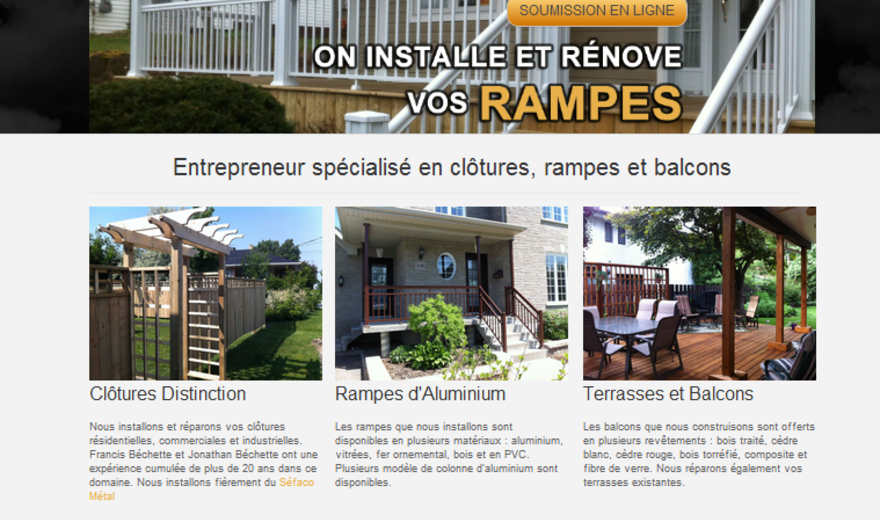 SOUMISSION EN LIGNE
ON INSTALLE ET RÉNOVE
VOS RAMPES
Entrepreneur spécialisé en clôtures, rampes et balcons
Clôtures Distinction
Nous installons et réparons vos clôtures
résidentielles, commerciales et industrielles.
Francis Béchette et Jonathan Béchette ont une
expérience cumulée de plus de 20 ans dans ce
domaine. Nous installons fièrement du Séfaco
Métal
Rampes d'Aluminium
Les rampes que nous installons sont
disponibles en plusieurs matériaux : aluminium,
vitrées, fer ornemental, bois et en PVC.
Plusieurs modèle de colonne d'aluminium sont
disponibles.
Terrasses et Balcons
Les balcons que nous construisons sont offerts
en plusieurs revêtements : bois traité, cèdre
blanc, cèdre rouge, bois torréfié, composite et
fibre de verre. Nous réparons également vos
terrasses existantes.